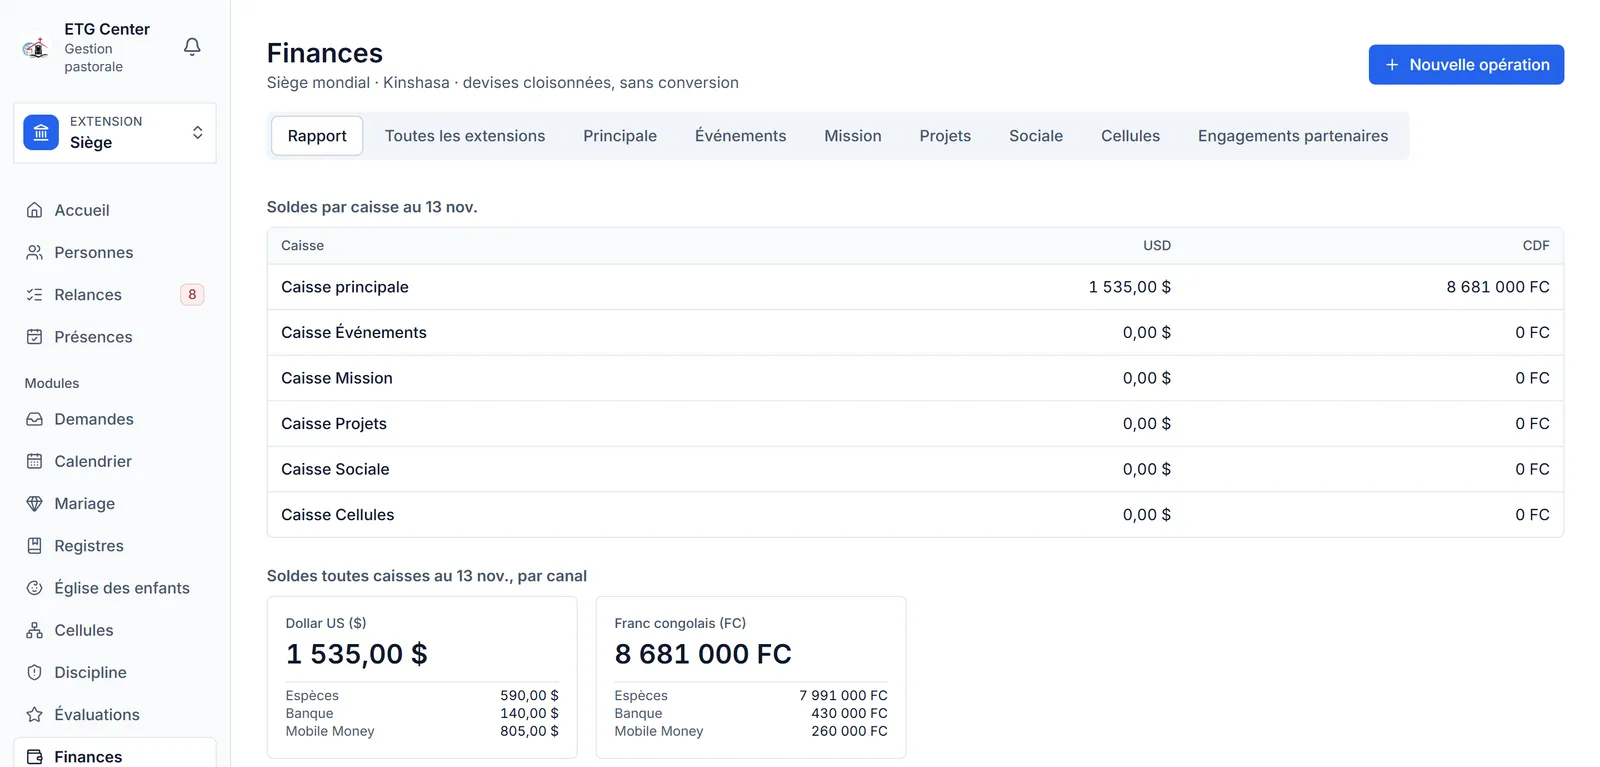 ETG Center
Gestion
pastorale
EXTENSION
Siège
Accueil
Personnes
Relances 8
Présences
Modules
Demandes
Calendrier
Mariage
Registres
Église des enfants
Cellules
Discipline
Évaluations
Finances
Finances
Siège mondial · Kinshasa · devises cloisonnées, sans conversion
+ Nouvelle opération
Rapport Toutes les extensions Principale Événements Mission Projets Sociale Cellules Engagements partenaires
Soldes par caisse au 13 nov.
Caisse USD CDF
Caisse principale 1 535,00 $ 8 681 000 FC
Caisse Événements 0,00 $ 0 FC
Caisse Mission 0,00 $ 0 FC
Caisse Projets 0,00 $ 0 FC
Caisse Sociale 0,00 $ 0 FC
Caisse Cellules 0,00 $ 0 FC
Soldes toutes caisses au 13 nov., par canal
Dollar US ($)
1 535,00 $
Espèces 590,00 $
Banque 140,00 $
Mobile Money 805,00 $
Franc congolais (FC)
8 681 000 FC
Espèces 7 991 000 FC
Banque 430 000 FC
Mobile Money 260 000 FC